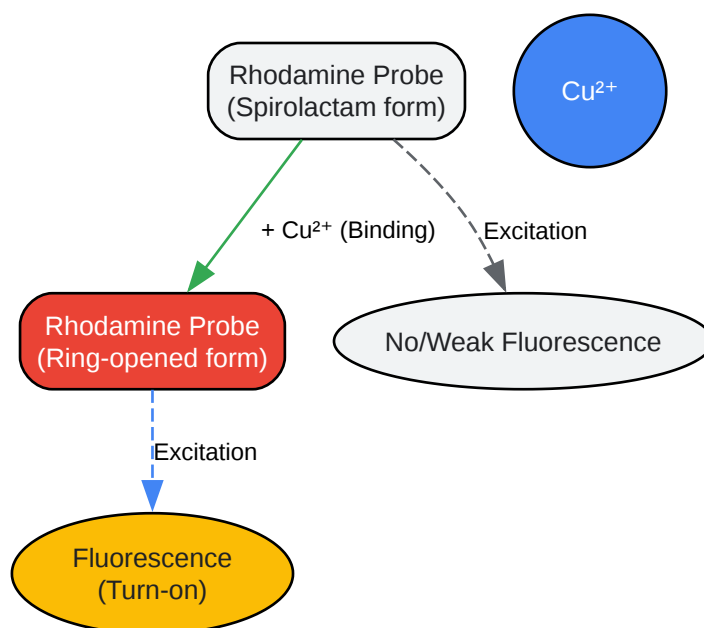 Rhodamine Probe
(Spirolactam form)
Cu²⁺
+ Cu²⁺ (Binding)
Excitation
Rhodamine Probe
(Ring-opened form)
No/Weak Fluorescence
Excitation
Fluorescence
(Turn-on)